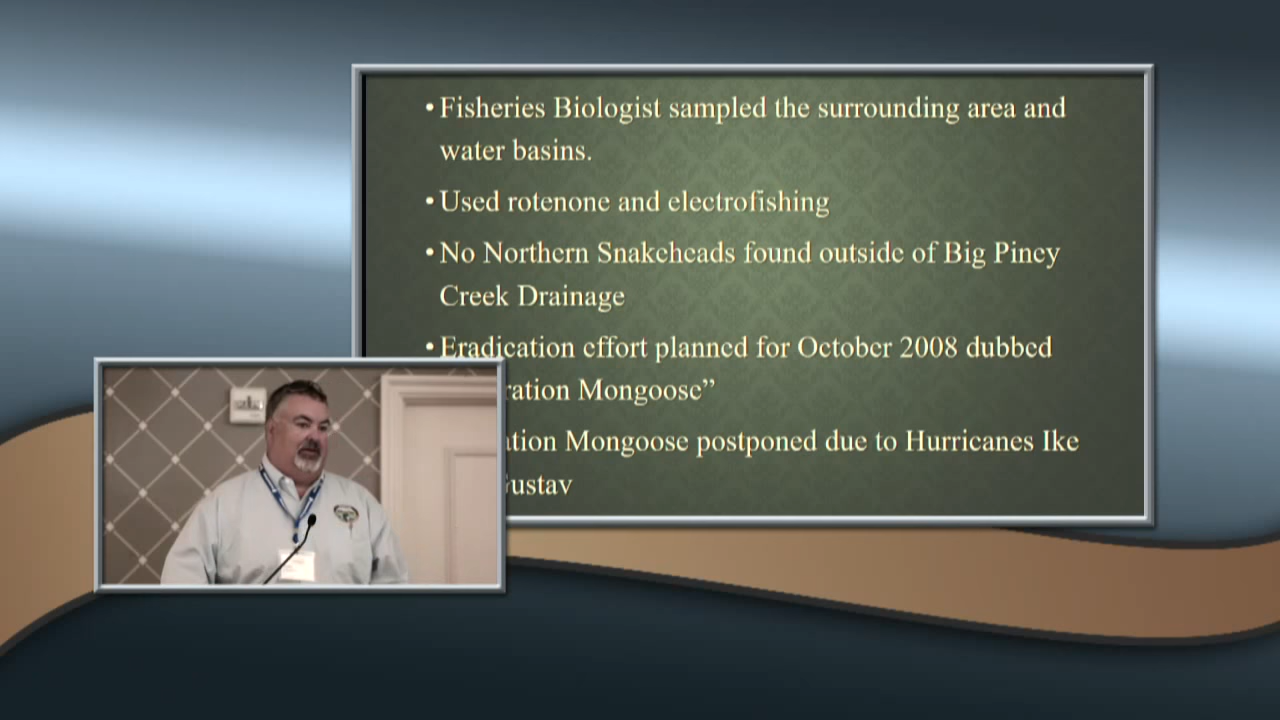 • Fisheries Biologist sampled the surrounding area and
water basins.
• Used rotenone and electrofishing
• No Northern Snakeheads found outside of Big Piney
Creek Drainage
• Eradication effort planned for October 2008 dubbed
ration Mongoose”
tion Mongoose postponed due to Hurricanes Ike
Gustav